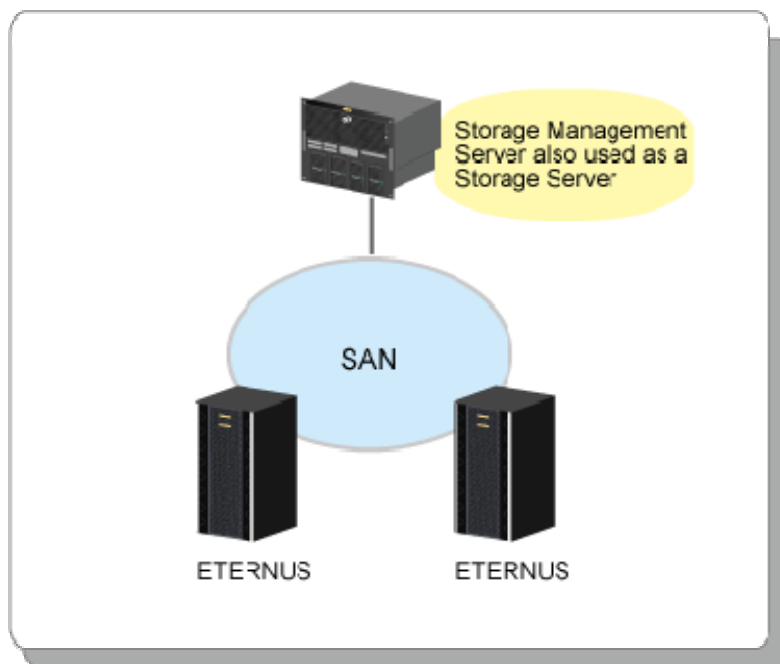 Storage Management
Server also used as a
Storage Server
SAN
ETERNUS
ETERNUS